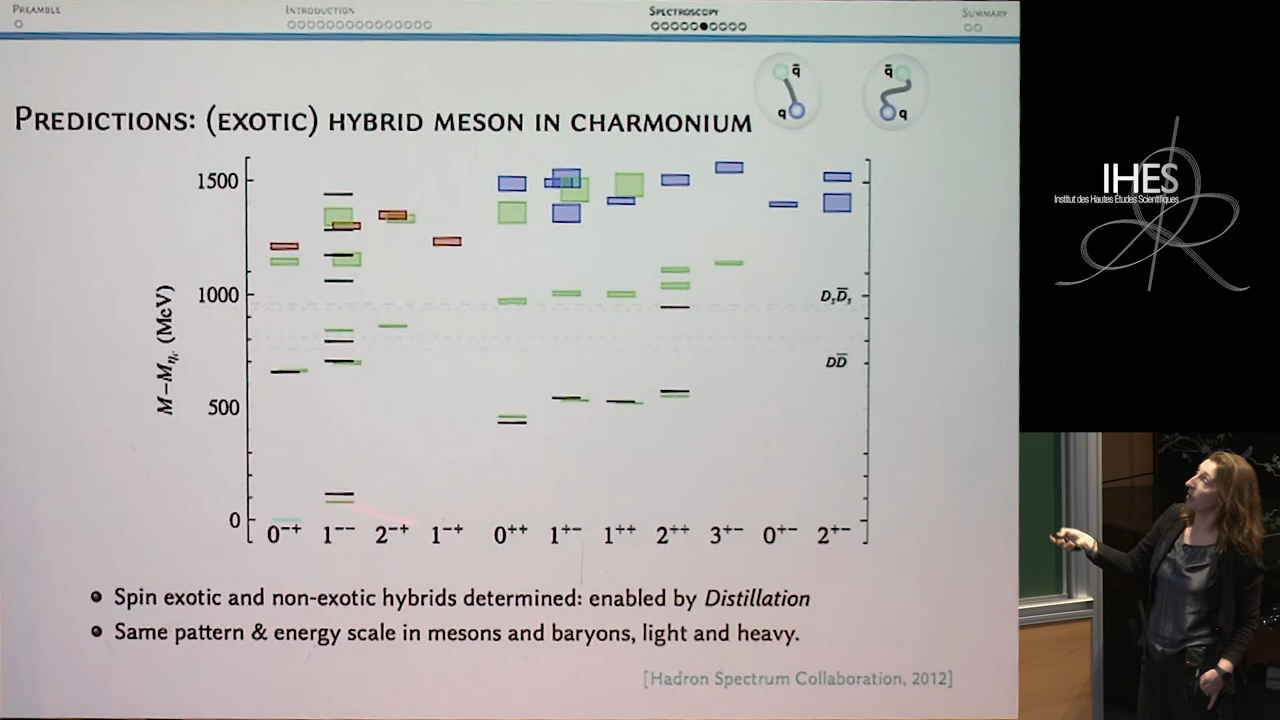 PREAMBLE
INTRODUCTION
SPECTROSCOPY
SUMMARY
PREDICTIONS: (EXOTIC) HYBRID MESON IN CHARMONIUM
q̄
q
q̄
q
M−Mηc (MeV)
1500
1000
500
0
DsD̄s
DD̄
0⁻⁺ 1⁻⁻ 2⁻⁺ 1⁻⁺ 0⁺⁺ 1⁺⁻ 1⁺⁺ 2⁺⁺ 3⁺⁻ 0⁺⁻ 2⁺⁻
Spin exotic and non-exotic hybrids determined: enabled by Distillation
Same pattern & energy scale in mesons and baryons, light and heavy.
[Hadron Spectrum Collaboration, 2012]
IHES
Institut des Hautes Études Scientifiques